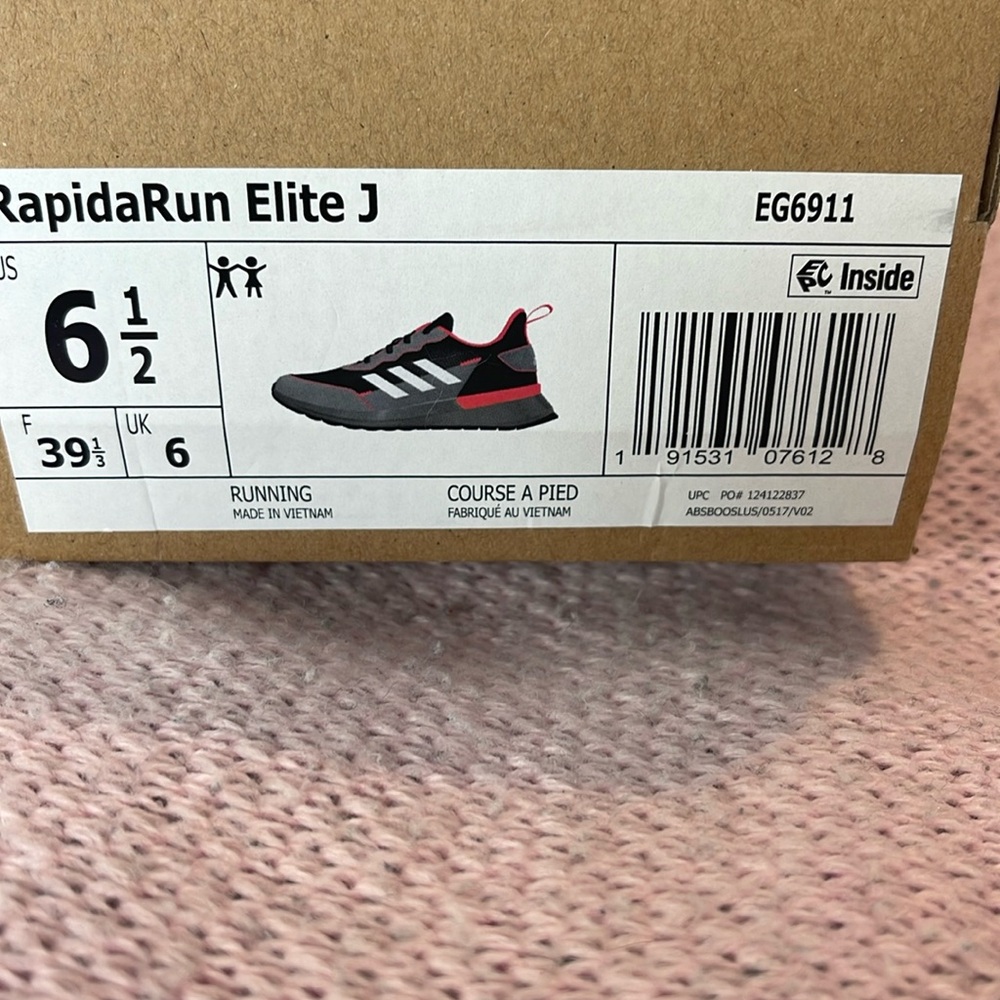 RapidaRun Elite J
EG6911
US
6 1/2
F
39 1/3
UK
6
EPC Inside
1 91531 07612 8
RUNNING
MADE IN VIETNAM
COURSE A PIED
FABRIQUÉ AU VIETNAM
UPC PO# 124122837
ABSBOOSLUS/0517/V02